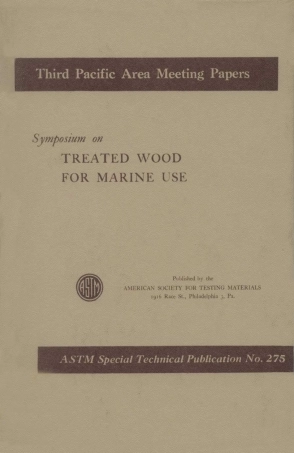 Third Pacific Area Meeting Papers
Symposium on
TREATED WOOD
FOR MARINE USE
ASTM
Published by the
AMERICAN SOCIETY FOR TESTING MATERIALS
1916 Race St., Philadelphia 3, Pa.
ASTM Special Technical Publication No. 275